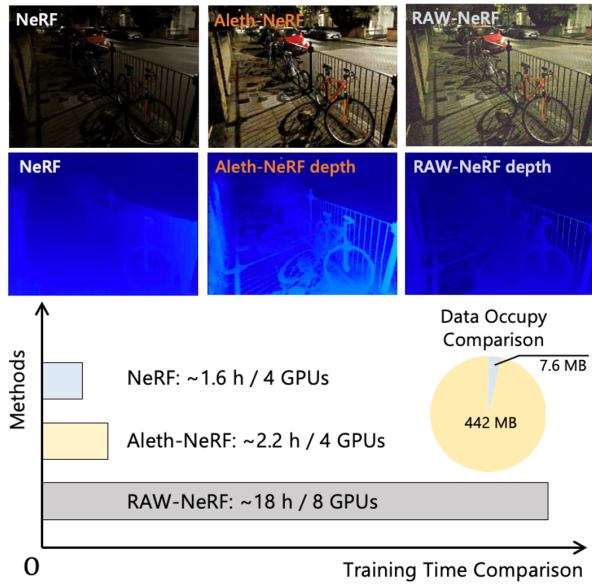 NeRF
Aleth-NeRF
RAW-NeRF
NeRF
Aleth-NeRF depth
RAW-NeRF depth
Data Occupy
Comparison
7.6 MB
442 MB
Methods
NeRF: ~1.6 h / 4 GPUs
Aleth-NeRF: ~2.2 h / 4 GPUs
RAW-NeRF: ~18 h / 8 GPUs
O
Training Time Comparison